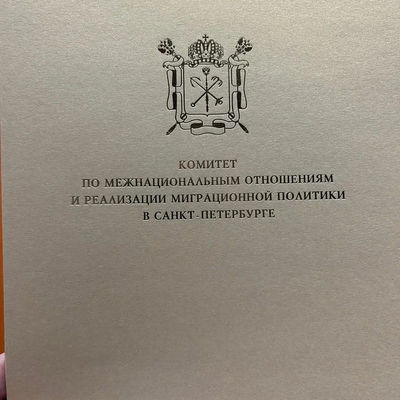 КОМИТЕТ
ПО МЕЖНАЦИОНАЛЬНЫМ ОТНОШЕНИЯМ
И РЕАЛИЗАЦИИ МИГРАЦИОННОЙ ПОЛИТИКИ
В САНКТ-ПЕТЕРБУРГЕ